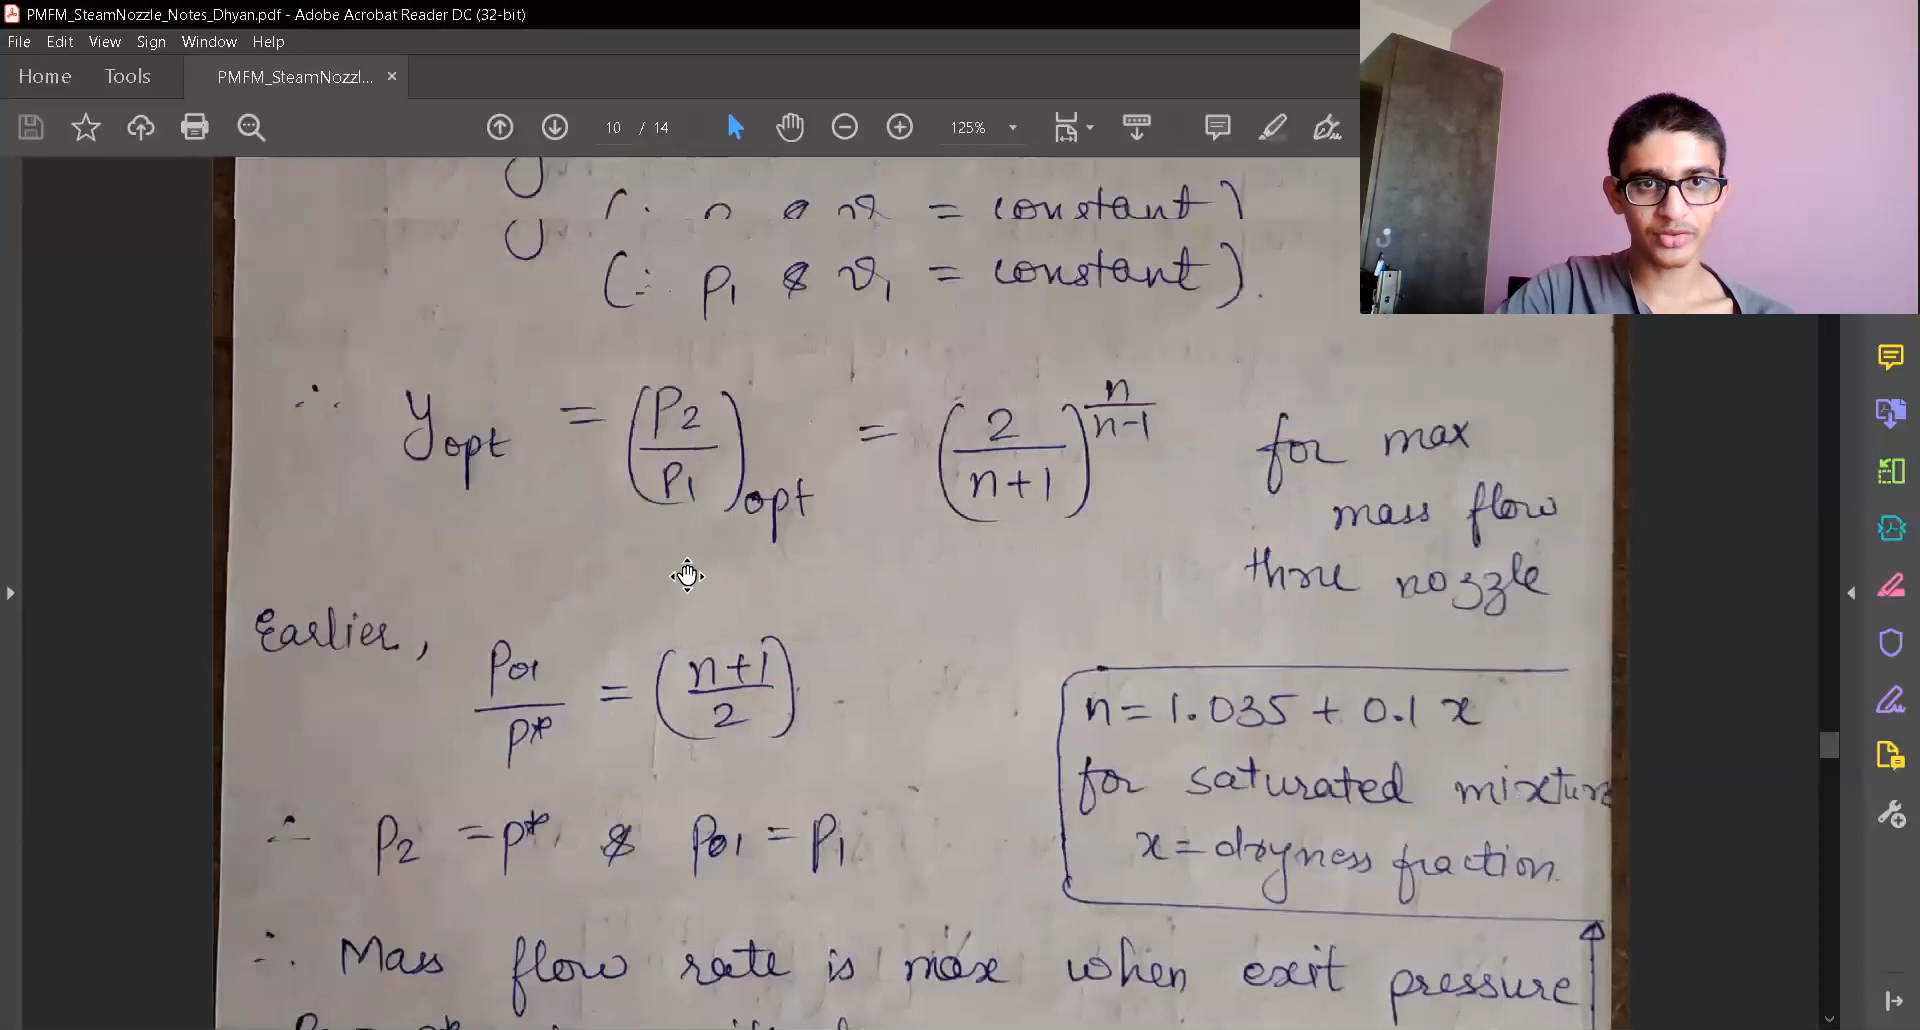 PMFM_SteamNozzle_Notes_Dhyan.pdf - Adobe Acrobat Reader DC (32-bit)
File Edit View Sign Window Help
Home Tools PMFM_SteamNozzl... ×
10 / 14 125%
= constant)
(∵ p₁ & v₁ = constant).
∴ y_opt = (P₂/P₁)_opt = (2/(n+1))^(n/(n-1)) for max
mass flow
thru nozzle
Earlier,
P₀₁/P* = ((n+1)/2)
n = 1.035 + 0.1 x
for saturated mixture
x = dryness fraction
∴ P₂ = P* & P₀₁ = P₁
∴ Mass flow rate is max when exit pressure